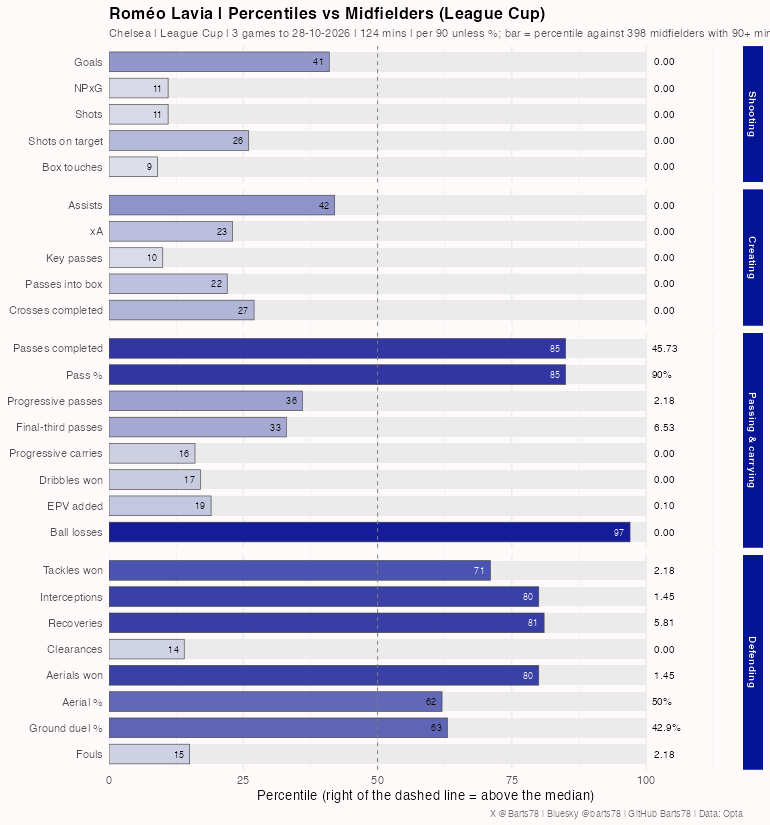 Roméo Lavia | Percentiles vs Midfielders (League Cup)
Chelsea | League Cup | 3 games to 28-10-2026 | 124 mins | per 90 unless %; bar = percentile against 398 midfielders with 90+ min
Goals 41 0.00
NPxG 11 0.00
Shots 11 0.00
Shots on target 26 0.00
Box touches 9 0.00
Shooting
Assists 42 0.00
xA 23 0.00
Key passes 10 0.00
Passes into box 22 0.00
Crosses completed 27 0.00
Creating
Passes completed 85 45.73
Pass % 85 90%
Progressive passes 36 2.18
Final-third passes 33 6.53
Progressive carries 16 0.00
Dribbles won 17 0.00
EPV added 19 0.10
Ball losses 97 0.00
Passing & carrying
Tackles won 71 2.18
Interceptions 80 1.45
Recoveries 81 5.81
Clearances 14 0.00
Aerials won 80 1.45
Aerial % 62 50%
Ground duel % 63 42.9%
Fouls 15 2.18
Defending
0 25 50 75 100
Percentile (right of the dashed line = above the median)
X @Barts78 | Bluesky @barts78 | GitHub Barts78 | Data: Opta